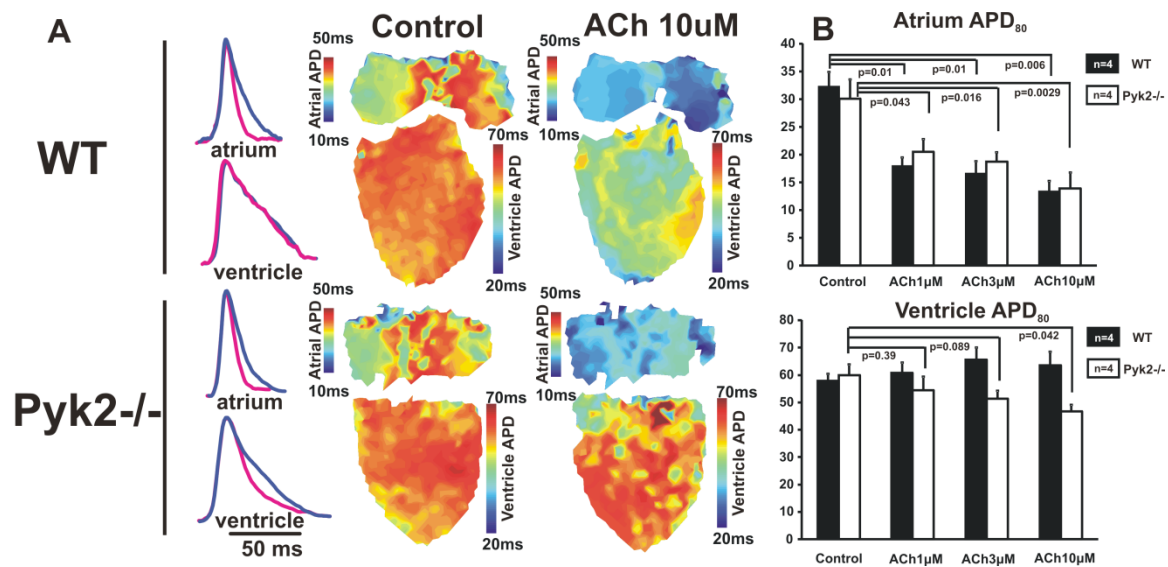 A
Control
ACh 10uM
WT
atrium
ventricle
50ms
Atrial APD
10ms
70ms
Ventricle APD
20ms
50ms
Atrial APD
10ms
70ms
Ventricle APD
20ms
Pyk2-/-
atrium
ventricle
50 ms
50ms
Atrial APD
10ms
70ms
Ventricle APD
20ms
50ms
Atrial APD
10ms
70ms
Ventricle APD
20ms
B
Atrium APD80
40
35
30
25
20
15
10
5
0
p=0.01
p=0.01
p=0.006
p=0.043
p=0.016
p=0.0029
n=4 WT
n=4 Pyk2-/-
Control ACh1µM ACh3µM ACh10µM
Ventricle APD80
80
70
60
50
40
30
20
10
0
p=0.39
p=0.089
p=0.042
n=4 WT
n=4 Pyk2-/-
Control ACh1µM ACh3µM ACh10µM